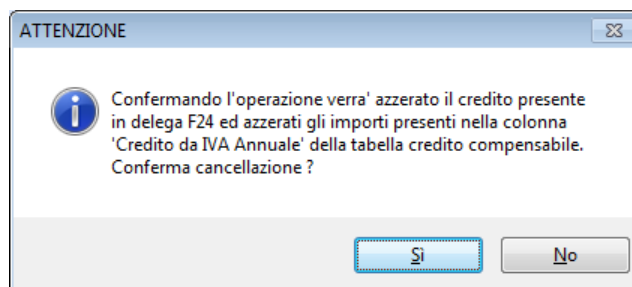 ATTENZIONE
Confermando l'operazione verra' azzerato il credito presente
in delega F24 ed azzerati gli importi presenti nella colonna
'Credito da IVA Annuale' della tabella credito compensabile.
Conferma cancellazione ?
Sì
No